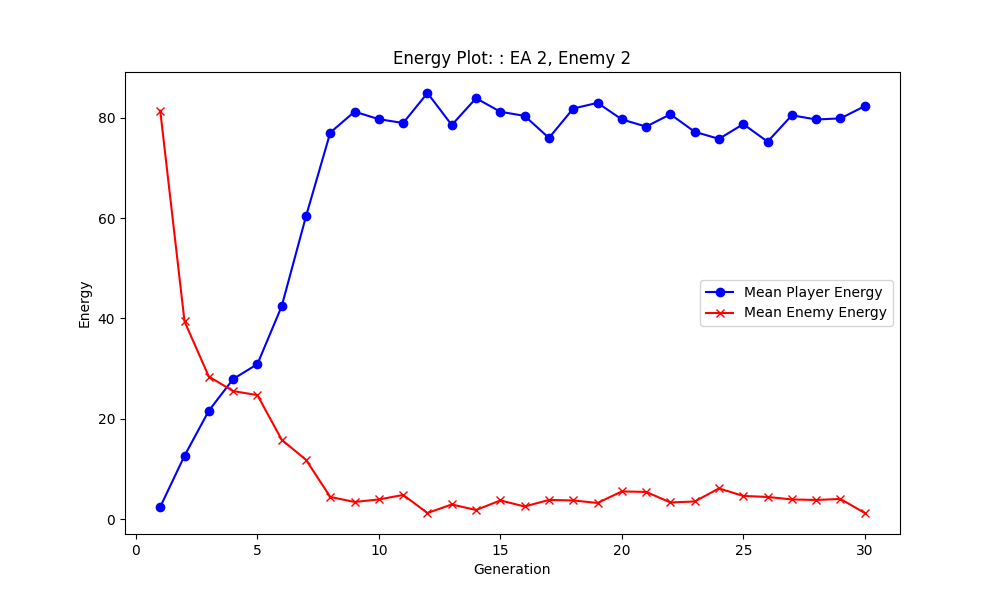 Energy Plot: : EA 2, Enemy 2
Energy
80
60
40
20
0
Mean Player Energy
Mean Enemy Energy
0 5 10 15 20 25 30
Generation